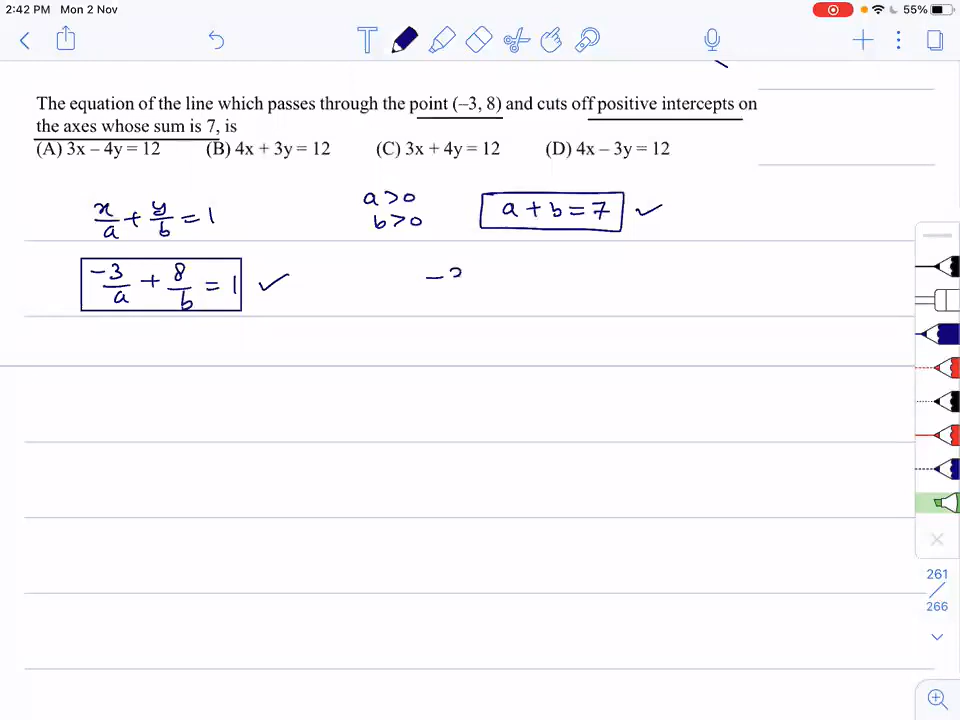 2:42 PM Mon 2 Nov
55%
T
The equation of the line which passes through the point (–3, 8) and cuts off positive intercepts on
the axes whose sum is 7, is
(A) 3x – 4y = 12 (B) 4x + 3y = 12 (C) 3x + 4y = 12 (D) 4x – 3y = 12
x/a + y/b = 1
a > 0
b > 0
a + b = 7 ✓
-3/a + 8/b = 1 ✓
261
/
266